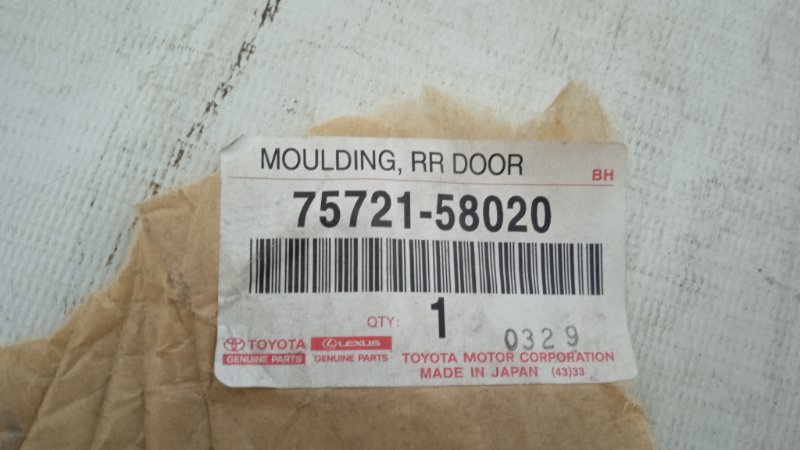 MOULDING, RR DOOR
BH
75721-58020
QTY: 1
0329
TOYOTA LEXUS
GENUINE PARTS GENUINE PARTS
TOYOTA MOTOR CORPORATION
MADE IN JAPAN (43)33